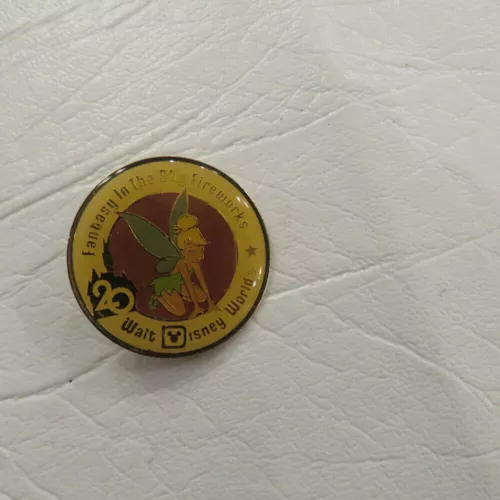 Fantasy In The Sky Fireworks
20
Walt Disney World